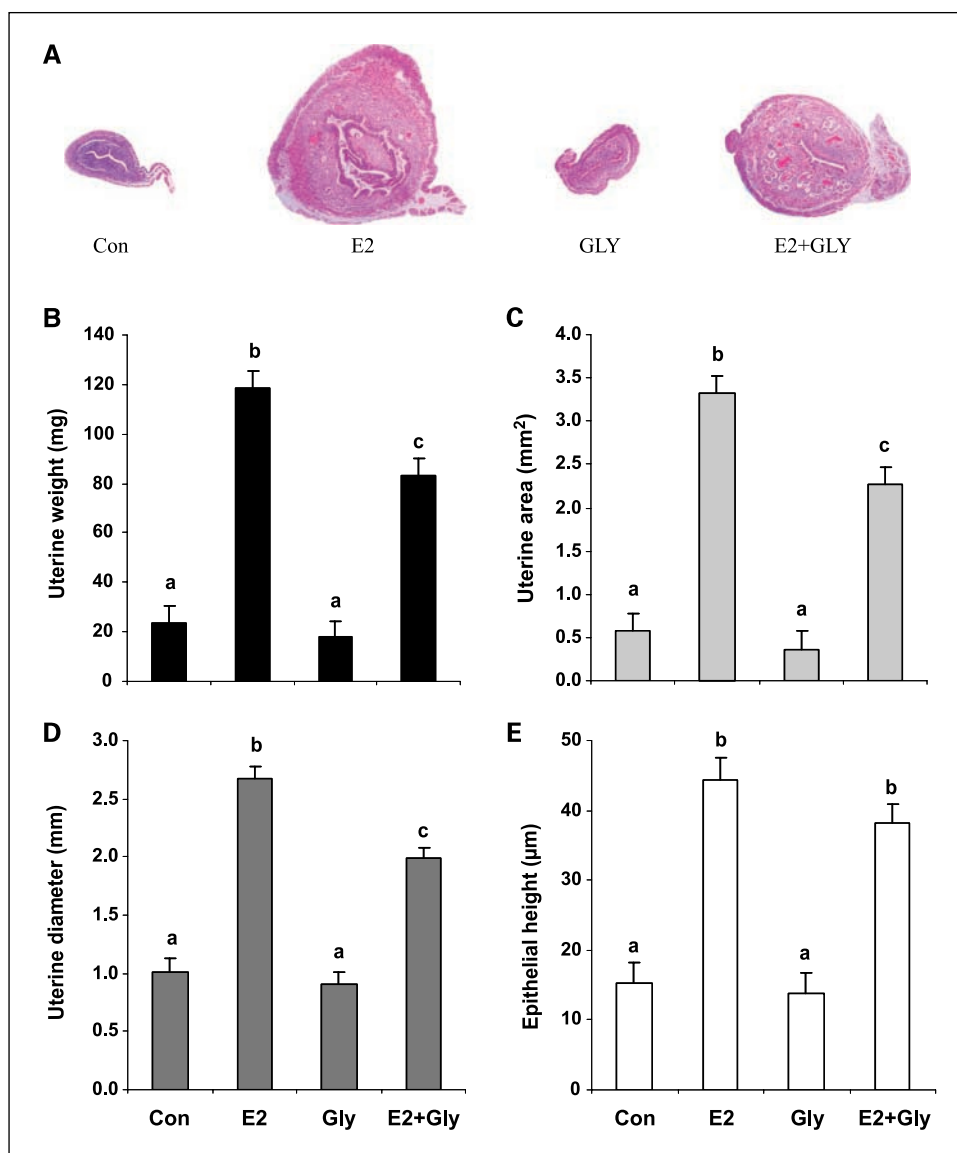 A
Con E2 GLY E2+GLY
B
140
120
100
80
60
40
20
0
Uterine weight (mg)
a b a c
C
4.0
3.5
3.0
2.5
2.0
1.5
1.0
0.5
0.0
Uterine area (mm²)
a b a c
D
3.0
2.5
2.0
1.5
1.0
0.5
0.0
Uterine diameter (mm)
a b a c
Con E2 Gly E2+Gly
E
50
40
30
20
10
0
Epithelial height (µm)
a b a b
Con E2 Gly E2+Gly